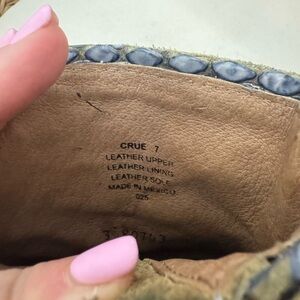 CRUE 7
LEATHER UPPER
LEATHER LINING
LEATHER SOLE
MADE IN MEXICO
025